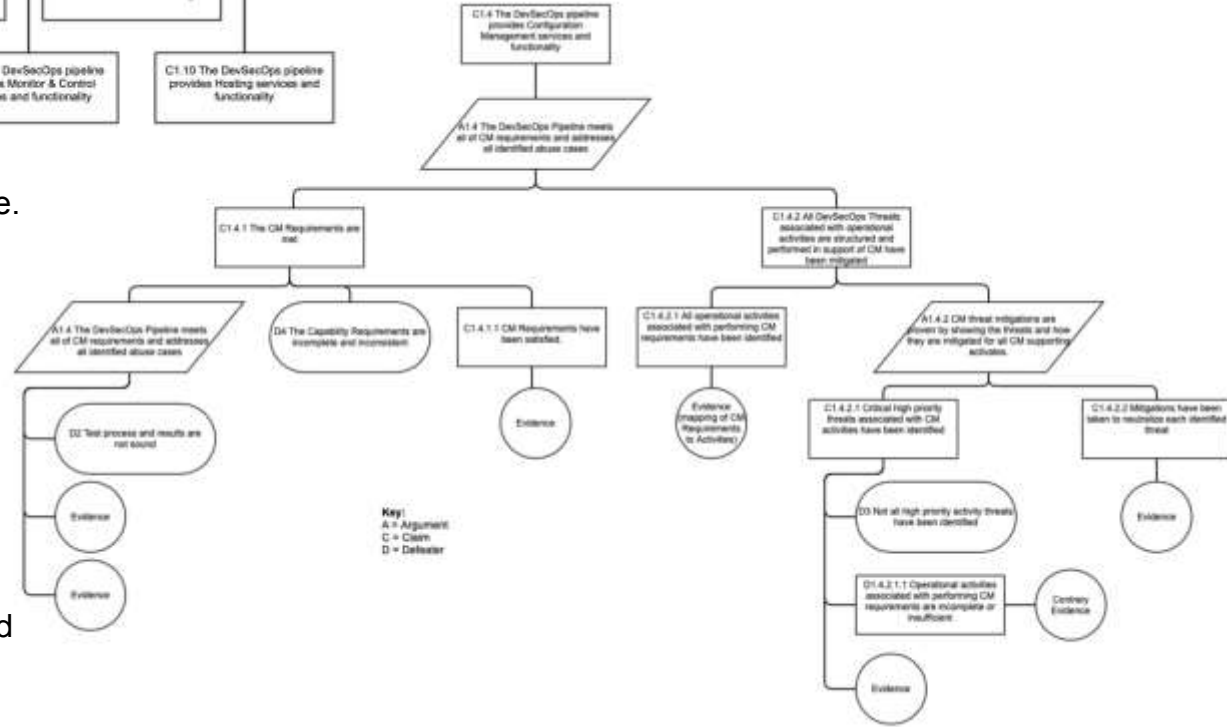 DevSecOps pipeline
Monitor & Control
and functionality
C1.10 The DevSecOps pipeline
provides Hosting services and
functionality
C1.4 The DevSecOps pipeline
provides Configuration
Management services and
functionality
A1.4 The DevSecOps Pipeline meets
all of CM requirements and addresses
all identified abuse cases
e.
C1.4.1 The CM Requirements are
met
C1.4.2 All DevSecOps Threats
associated with operational
activities are structured and
performed in support of CM have
been mitigated
A1.4 The DevSecOps Pipeline meets
all of CM requirements and addresses
all identified abuse cases
D4 The Capability Requirements are
incomplete and inconsistent
C1.4.1.1 CM Requirements have
been satisfied.
C1.4.2.1 All operational activities
associated with performing CM
requirements have been identified
A1.4.2 CM threat mitigations are
proven by showing the threats and how
they are mitigated for all CM supporting
activates.
D2 Test process and results are
not sound
Evidence
Evidence
Evidence
Evidence
(mapping of CM
Requirements
to Activities)
C1.4.2.1 Critical high priority
threats associated with CM
activities have been identified
C1.4.2.2 Mitigations have been
taken to neutralize each identified
threat
Key:
A = Argument
C = Claim
D = Defeater
D3 Not all high priority activity threats
have been identified
Evidence
D1.4.2.1.1 Operational activities
associated with performing CM
requirements are incomplete or
insufficient
Contrary
Evidence
Evidence
d